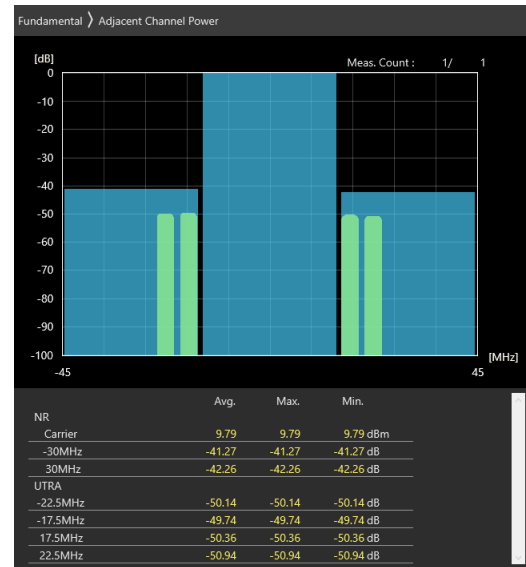 Fundamental 〉 Adjacent Channel Power
[dB]
Meas. Count : 1/ 1
0
-10
-20
-30
-40
-50
-60
-70
-80
-90
-100
[MHz]
-45 45
Avg. Max. Min.
NR
Carrier 9.79 9.79 9.79 dBm
-30MHz -41.27 -41.27 -41.27 dB
30MHz -42.26 -42.26 -42.26 dB
UTRA
-22.5MHz -50.14 -50.14 -50.14 dB
-17.5MHz -49.74 -49.74 -49.74 dB
17.5MHz -50.36 -50.36 -50.36 dB
22.5MHz -50.94 -50.94 -50.94 dB